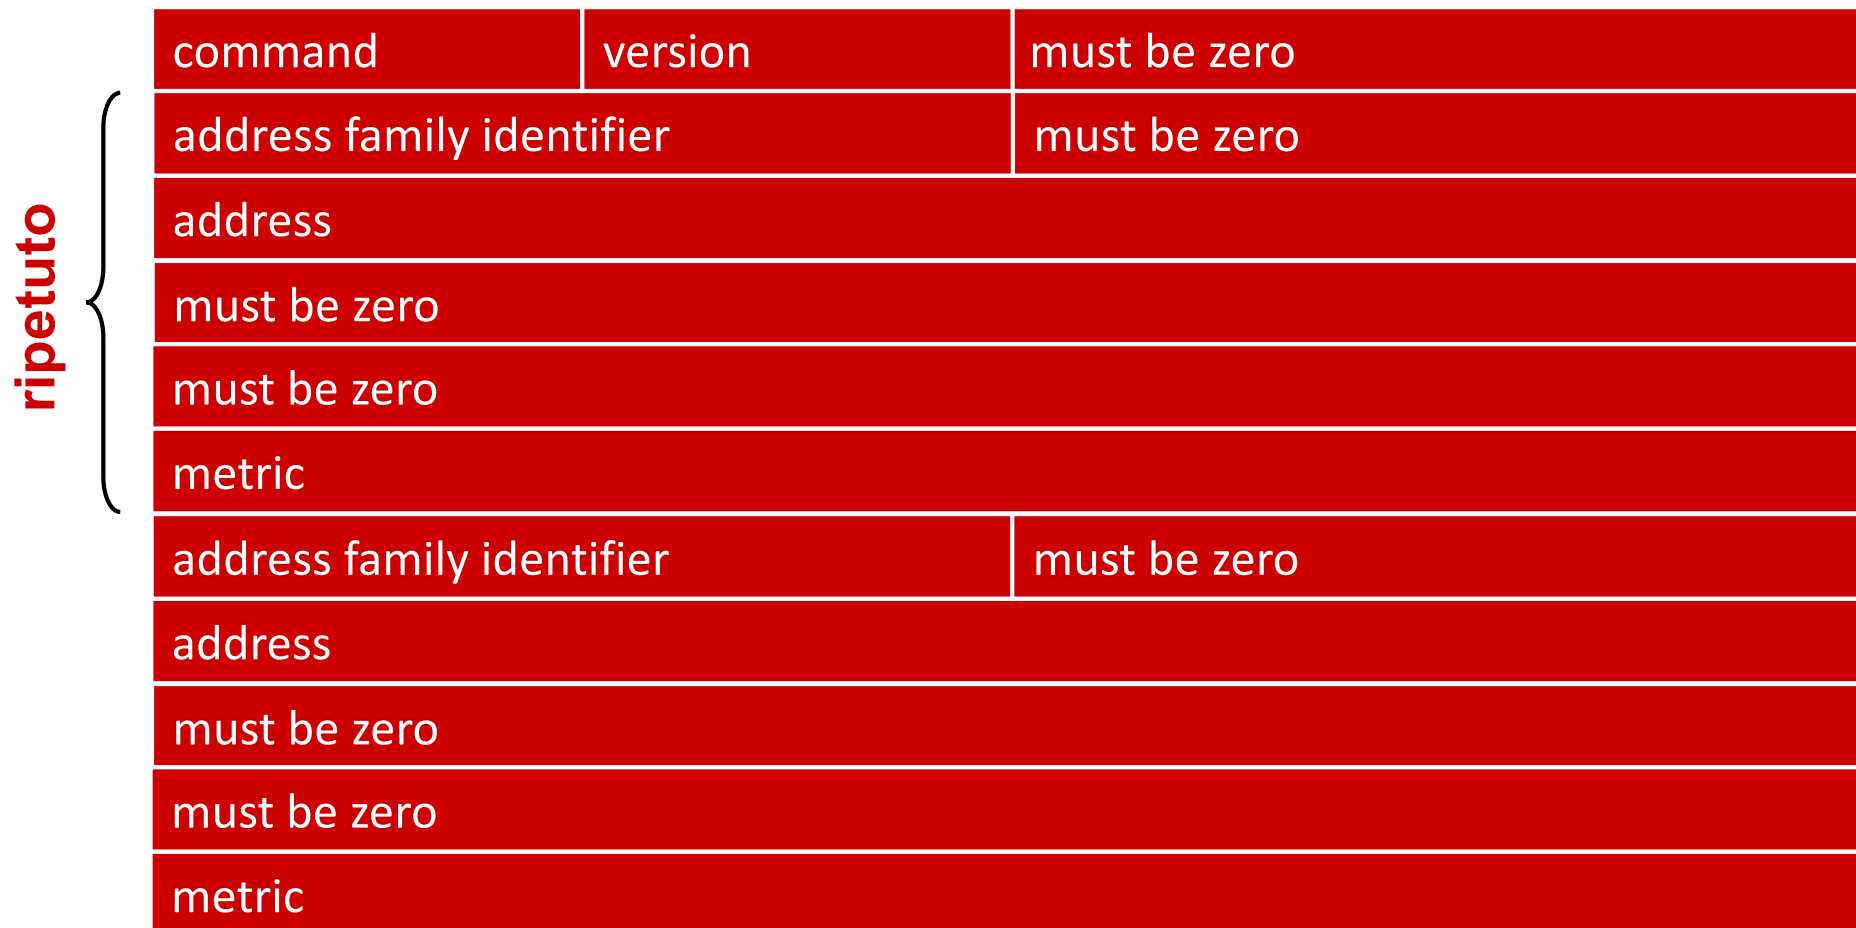 command version must be zero
address family identifier must be zero
address
must be zero
must be zero
metric
address family identifier must be zero
address
must be zero
must be zero
metric
ripetuto